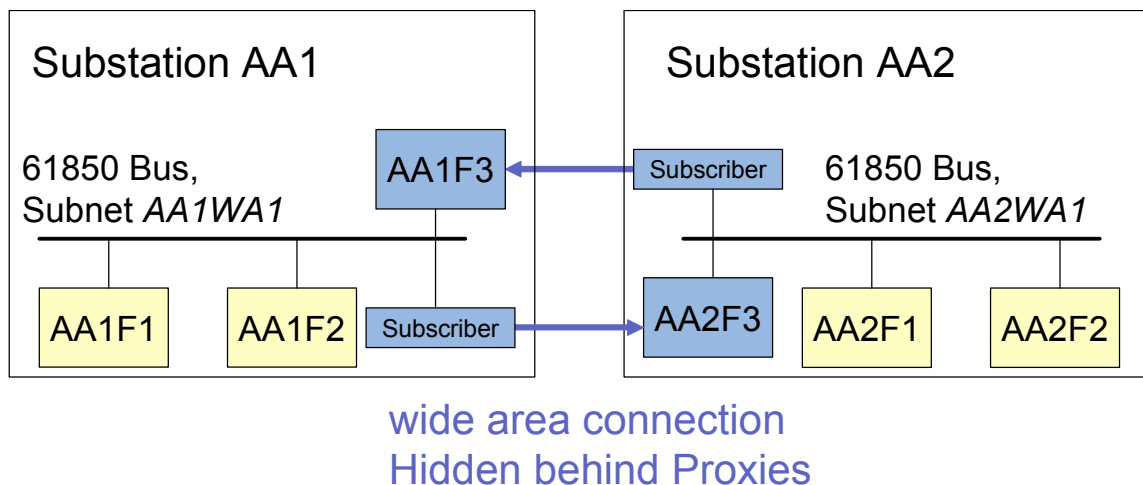 Substation AA1
61850 Bus,
Subnet AA1WA1
AA1F3
AA1F1
AA1F2
Subscriber
Substation AA2
Subscriber
61850 Bus,
Subnet AA2WA1
AA2F3
AA2F1
AA2F2
wide area connection
Hidden behind Proxies